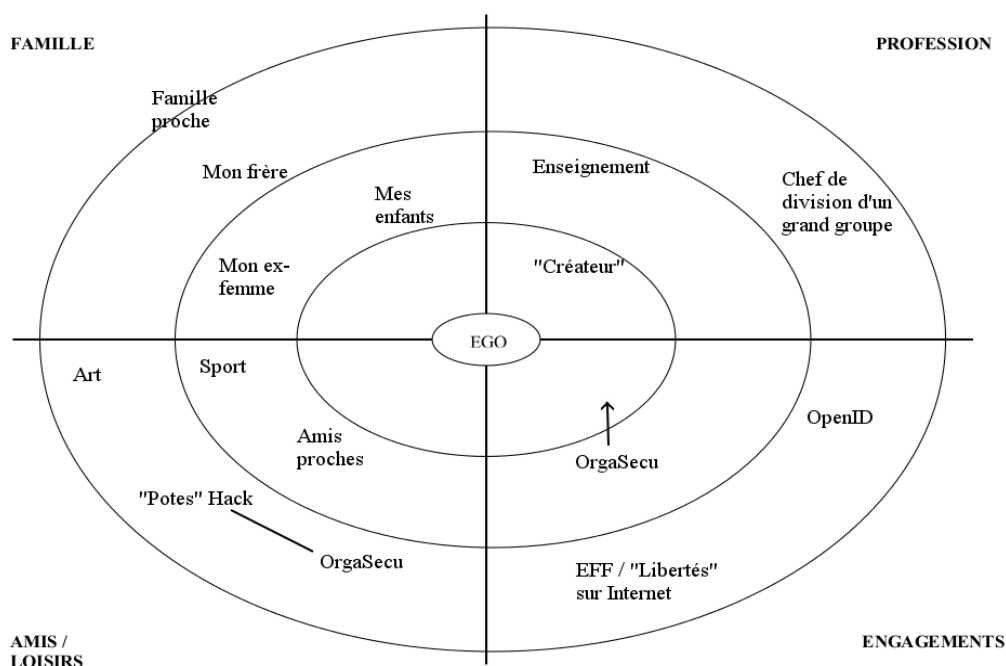 FAMILLE
PROFESSION
Famille
proche
Mon frère
Mes
enfants
Enseignement
Chef de
division d'un
grand groupe
Mon ex-
femme
"Créateur"
EGO
Art
Sport
Amis
proches
OrgaSecu
OpenID
"Potes" Hack
OrgaSecu
EFF / "Libertés"
sur Internet
AMIS /
LOISIRS
ENGAGEMENTS